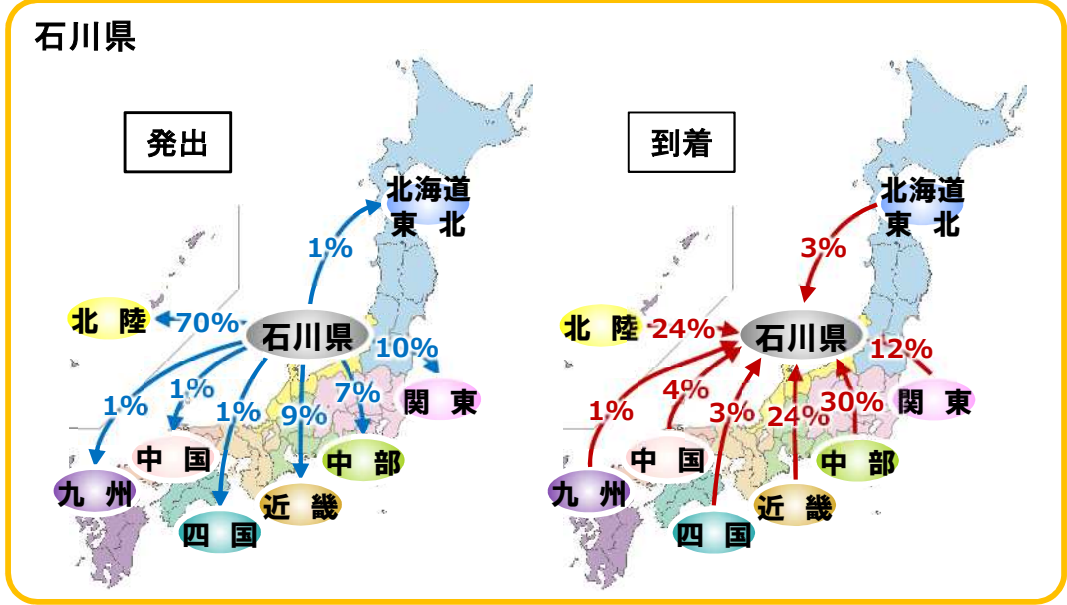 石川県
発出
北海道
東 北
1%
北 陸
70%
石川県
10%
関 東
1%
1%
1%
9%
7%
中 国
中 部
九 州
近 畿
四 国
到着
北海道
東 北
3%
北 陸
24%
石川県
12%
関 東
1%
4%
3%
24%
30%
中 国
中 部
九 州
近 畿
四 国